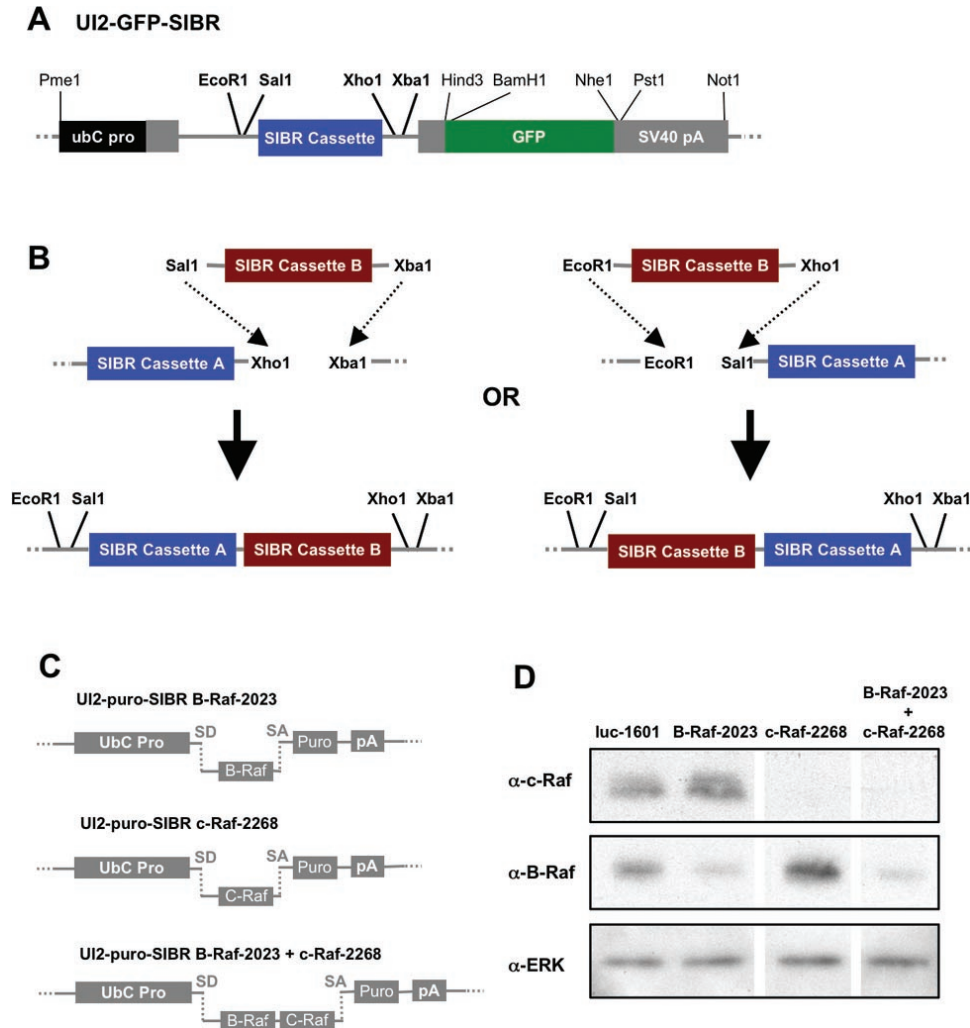 A UI2-GFP-SIBR
Pme1 EcoR1 Sal1 Xho1 Xba1 Hind3 BamH1 Nhe1 Pst1 Not1
ubC pro SIBR Cassette GFP SV40 pA
B
Sal1 SIBR Cassette B Xba1
SIBR Cassette A Xho1 Xba1
EcoR1 Sal1 Xho1 Xba1
SIBR Cassette A SIBR Cassette B
OR
EcoR1 SIBR Cassette B Xho1
EcoR1 Sal1 SIBR Cassette A
EcoR1 Sal1 Xho1 Xba1
SIBR Cassette B SIBR Cassette A
C
UI2-puro-SIBR B-Raf-2023
UbC Pro SD SA Puro pA
B-Raf
UI2-puro-SIBR c-Raf-2268
UbC Pro SD SA Puro pA
C-Raf
UI2-puro-SIBR B-Raf-2023 + c-Raf-2268
UbC Pro SD SA Puro pA
B-Raf C-Raf
D
luc-1601 B-Raf-2023 c-Raf-2268 B-Raf-2023 + c-Raf-2268
α-c-Raf
α-B-Raf
α-ERK